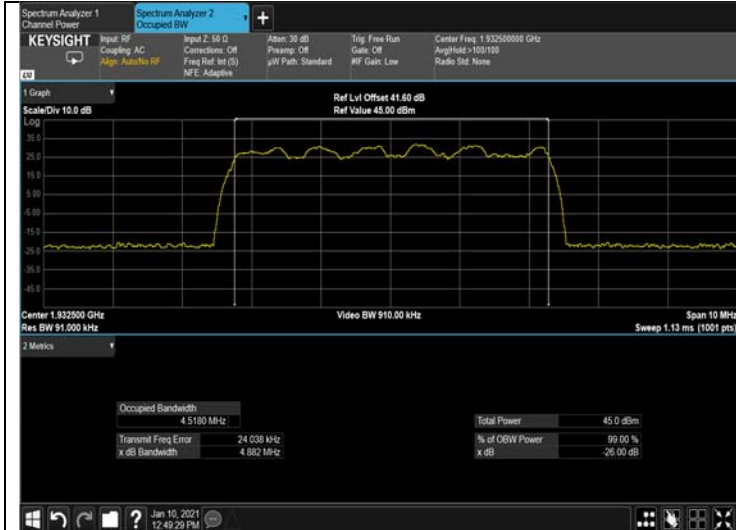 Spectrum Analyzer 1
Channel Power
Spectrum Analyzer 2
Occupied BW
+
KEYSIGHT
Input: RF
Coupling: AC
Align: Auto/No RF
Input Z: 50 Ω
Corrections: Off
Freq Ref: Int (S)
NFE: Adaptive
Atten: 30 dB
Preamp: Off
µW Path: Standard
Trig: Free Run
Gate: Off
#IF Gain: Low
Center Freq: 1.932500000 GHz
Avg|Hold:>100/100
Radio Std: None
1 Graph
Scale/Div 10.0 dB
Ref Lvl Offset 41.60 dB
Ref Value 45.00 dBm
Log
35.0
25.0
15.0
5.00
-5.00
-15.0
-25.0
-35.0
-45.0
Center 1.932500 GHz
Res BW 91.000 kHz
Video BW 910.00 kHz
Span 10 MHz
Sweep 1.13 ms (1001 pts)
2 Metrics
Occupied Bandwidth
4.5180 MHz
Transmit Freq Error 24.038 kHz
x dB Bandwidth 4.882 MHz
Total Power 45.0 dBm
% of OBW Power 99.00 %
x dB -26.00 dB
?
Jan 10, 2021
12:49:29 PM